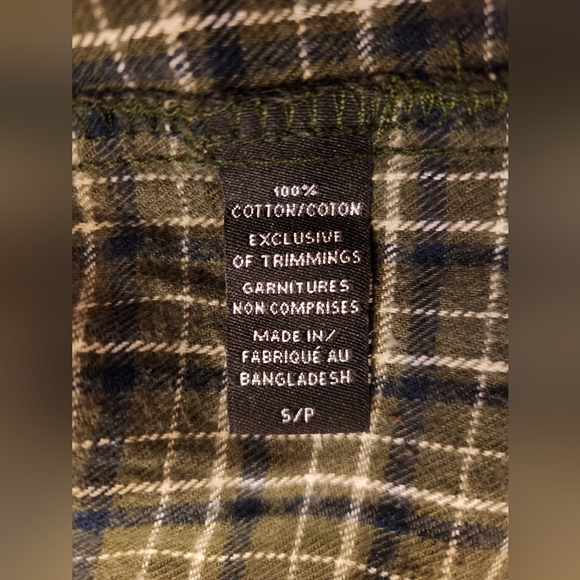 100%
COTTON/COTON
EXCLUSIVE
OF TRIMMINGS
GARNITURES
NON COMPRISES
MADE IN/
FABRIQUÉ AU
BANGLADESH
S/P